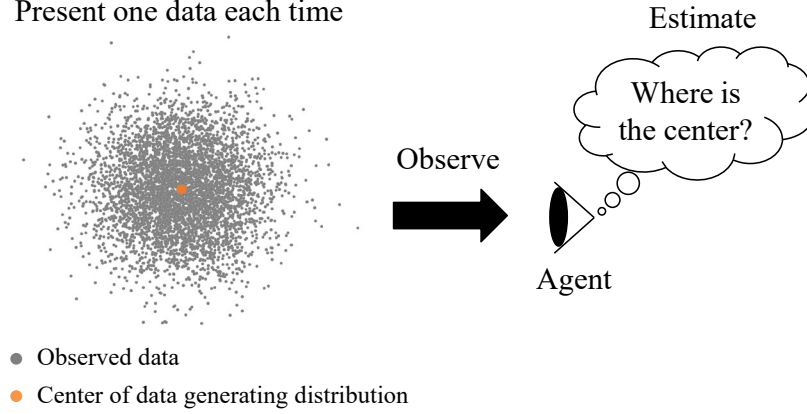 Present one data each time
Estimate
Where is
the center?
Observe
Agent
Observed data
Center of data generating distribution